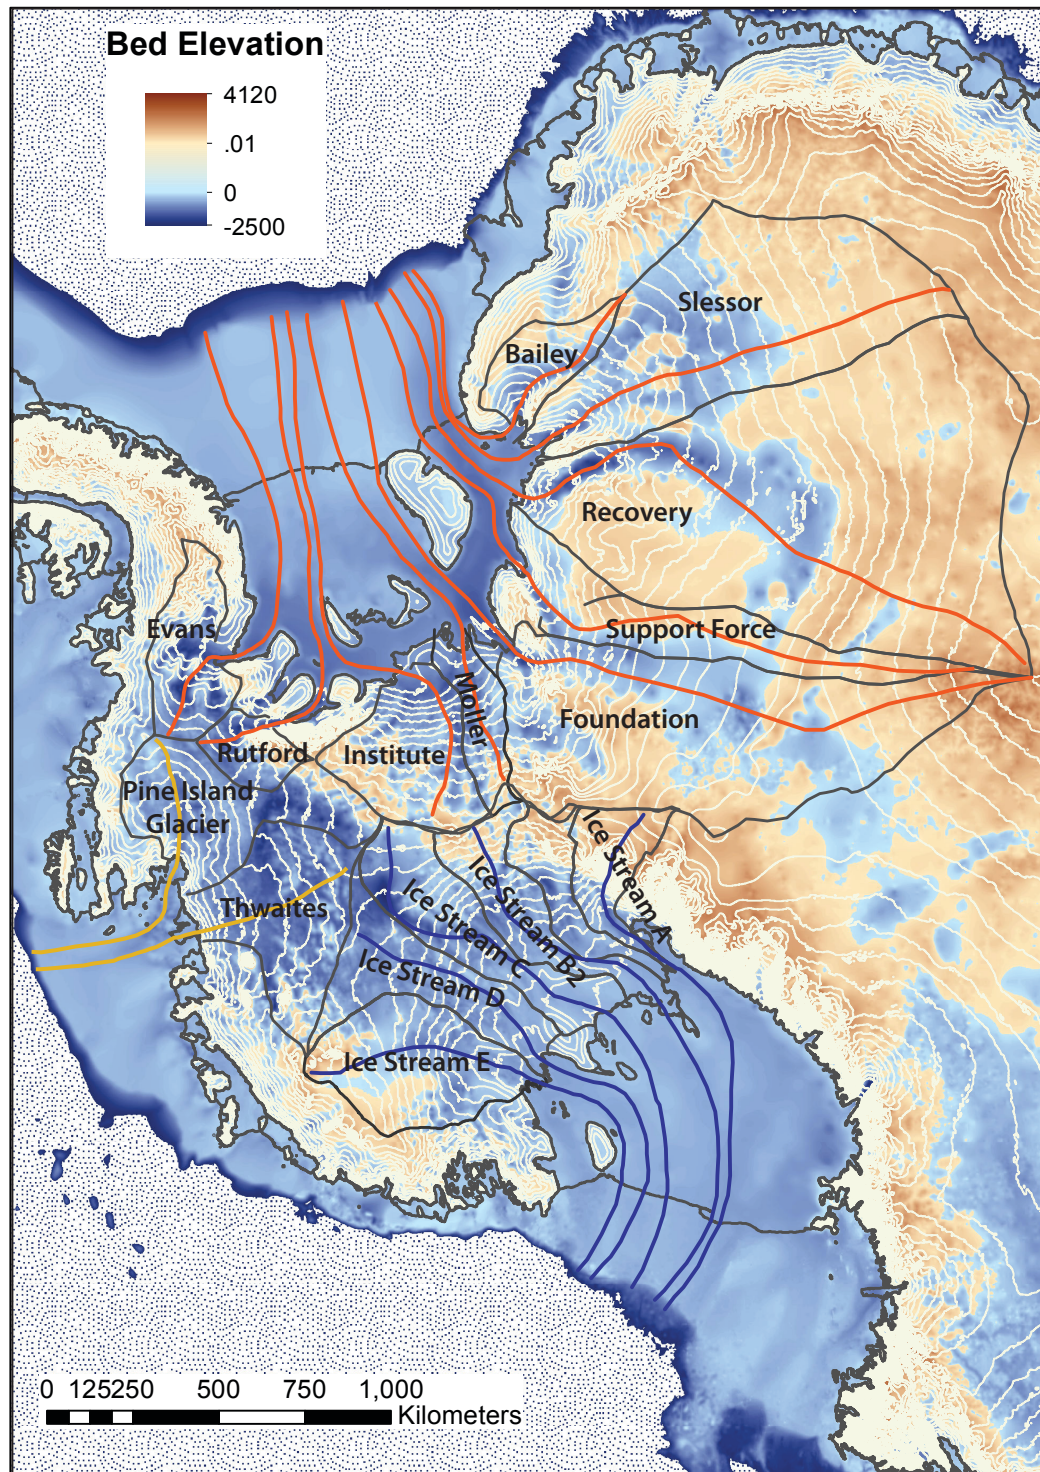 Bed Elevation
4120
.01
0
-2500
Slessor
Bailey
Recovery
Evans
Support Force
Moller
Foundation
Rutford
Institute
Pine Island
Glacier
Ice Stream A
Thwaites
Ice Stream B2
Ice Stream C
Ice Stream D
Ice Stream E
0 125250 500 750 1,000
Kilometers